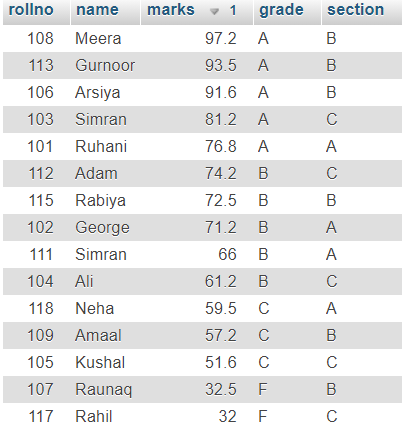 rollno name marks 1 grade section
108 Meera 97.2 A B
113 Gurnoor 93.5 A B
106 Arsiya 91.6 A B
103 Simran 81.2 A C
101 Ruhani 76.8 A A
112 Adam 74.2 B C
115 Rabiya 72.5 B B
102 George 71.2 B A
111 Simran 66 B A
104 Ali 61.2 B C
118 Neha 59.5 C A
109 Amaal 57.2 C B
105 Kushal 51.6 C C
107 Raunaq 32.5 F B
117 Rahil 32 F C